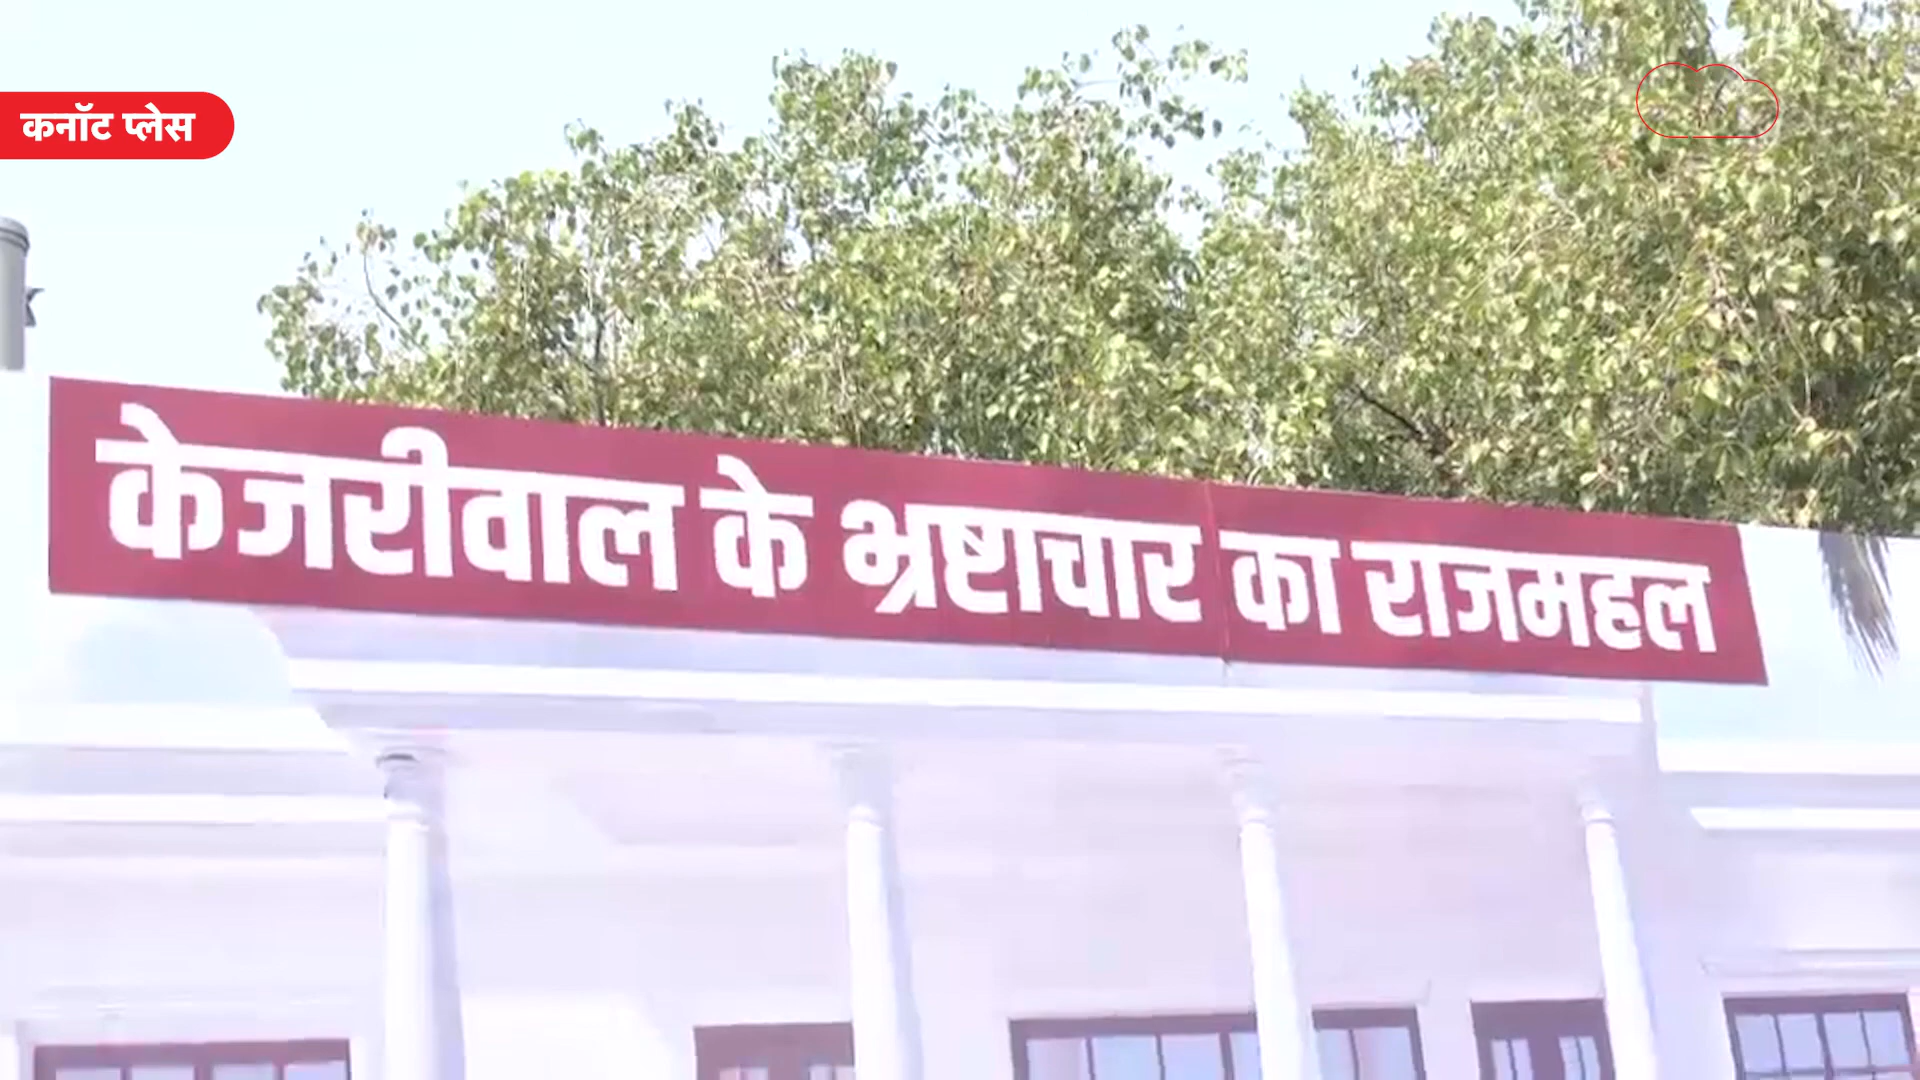 कनॉट प्लेस
केजरीवाल के भ्रष्टाचार का राजमहल